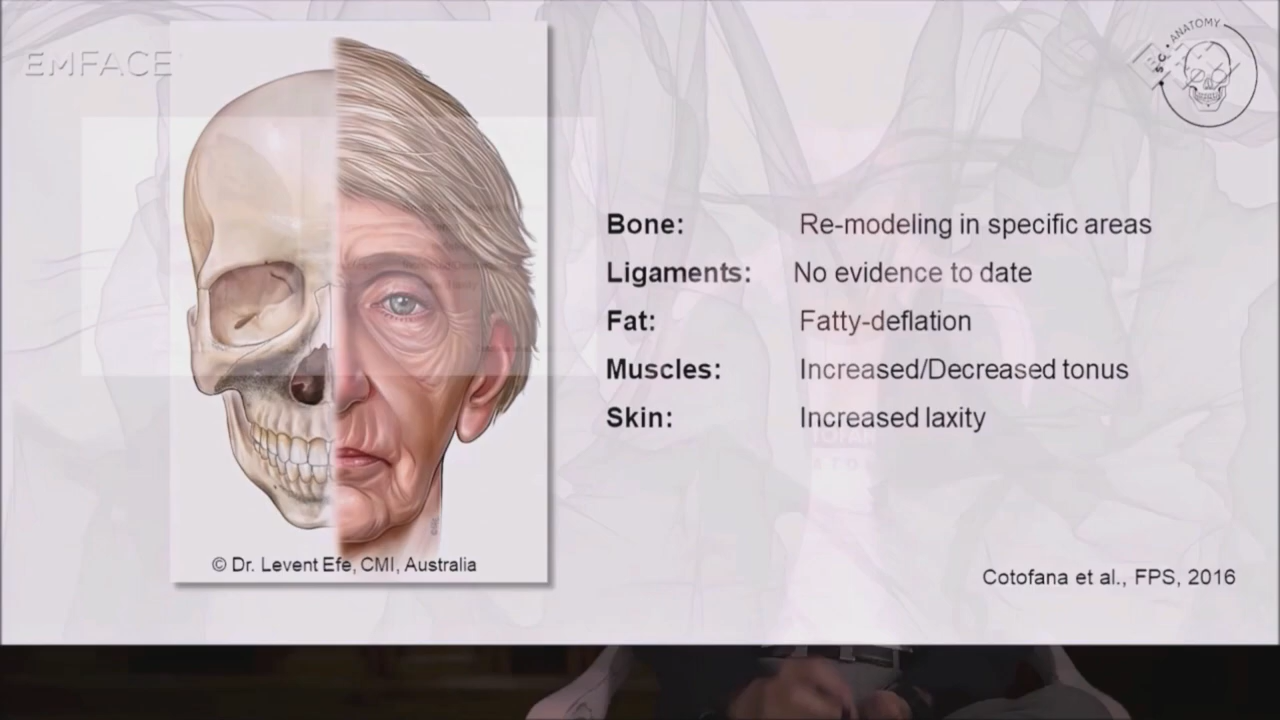 EMFACE
S.C. ANATOMY
Bone: Re-modeling in specific areas
Ligaments: No evidence to date
Fat: Fatty-deflation
Muscles: Increased/Decreased tonus
Skin: Increased laxity
© Dr. Levent Efe, CMI, Australia
Cotofana et al., FPS, 2016